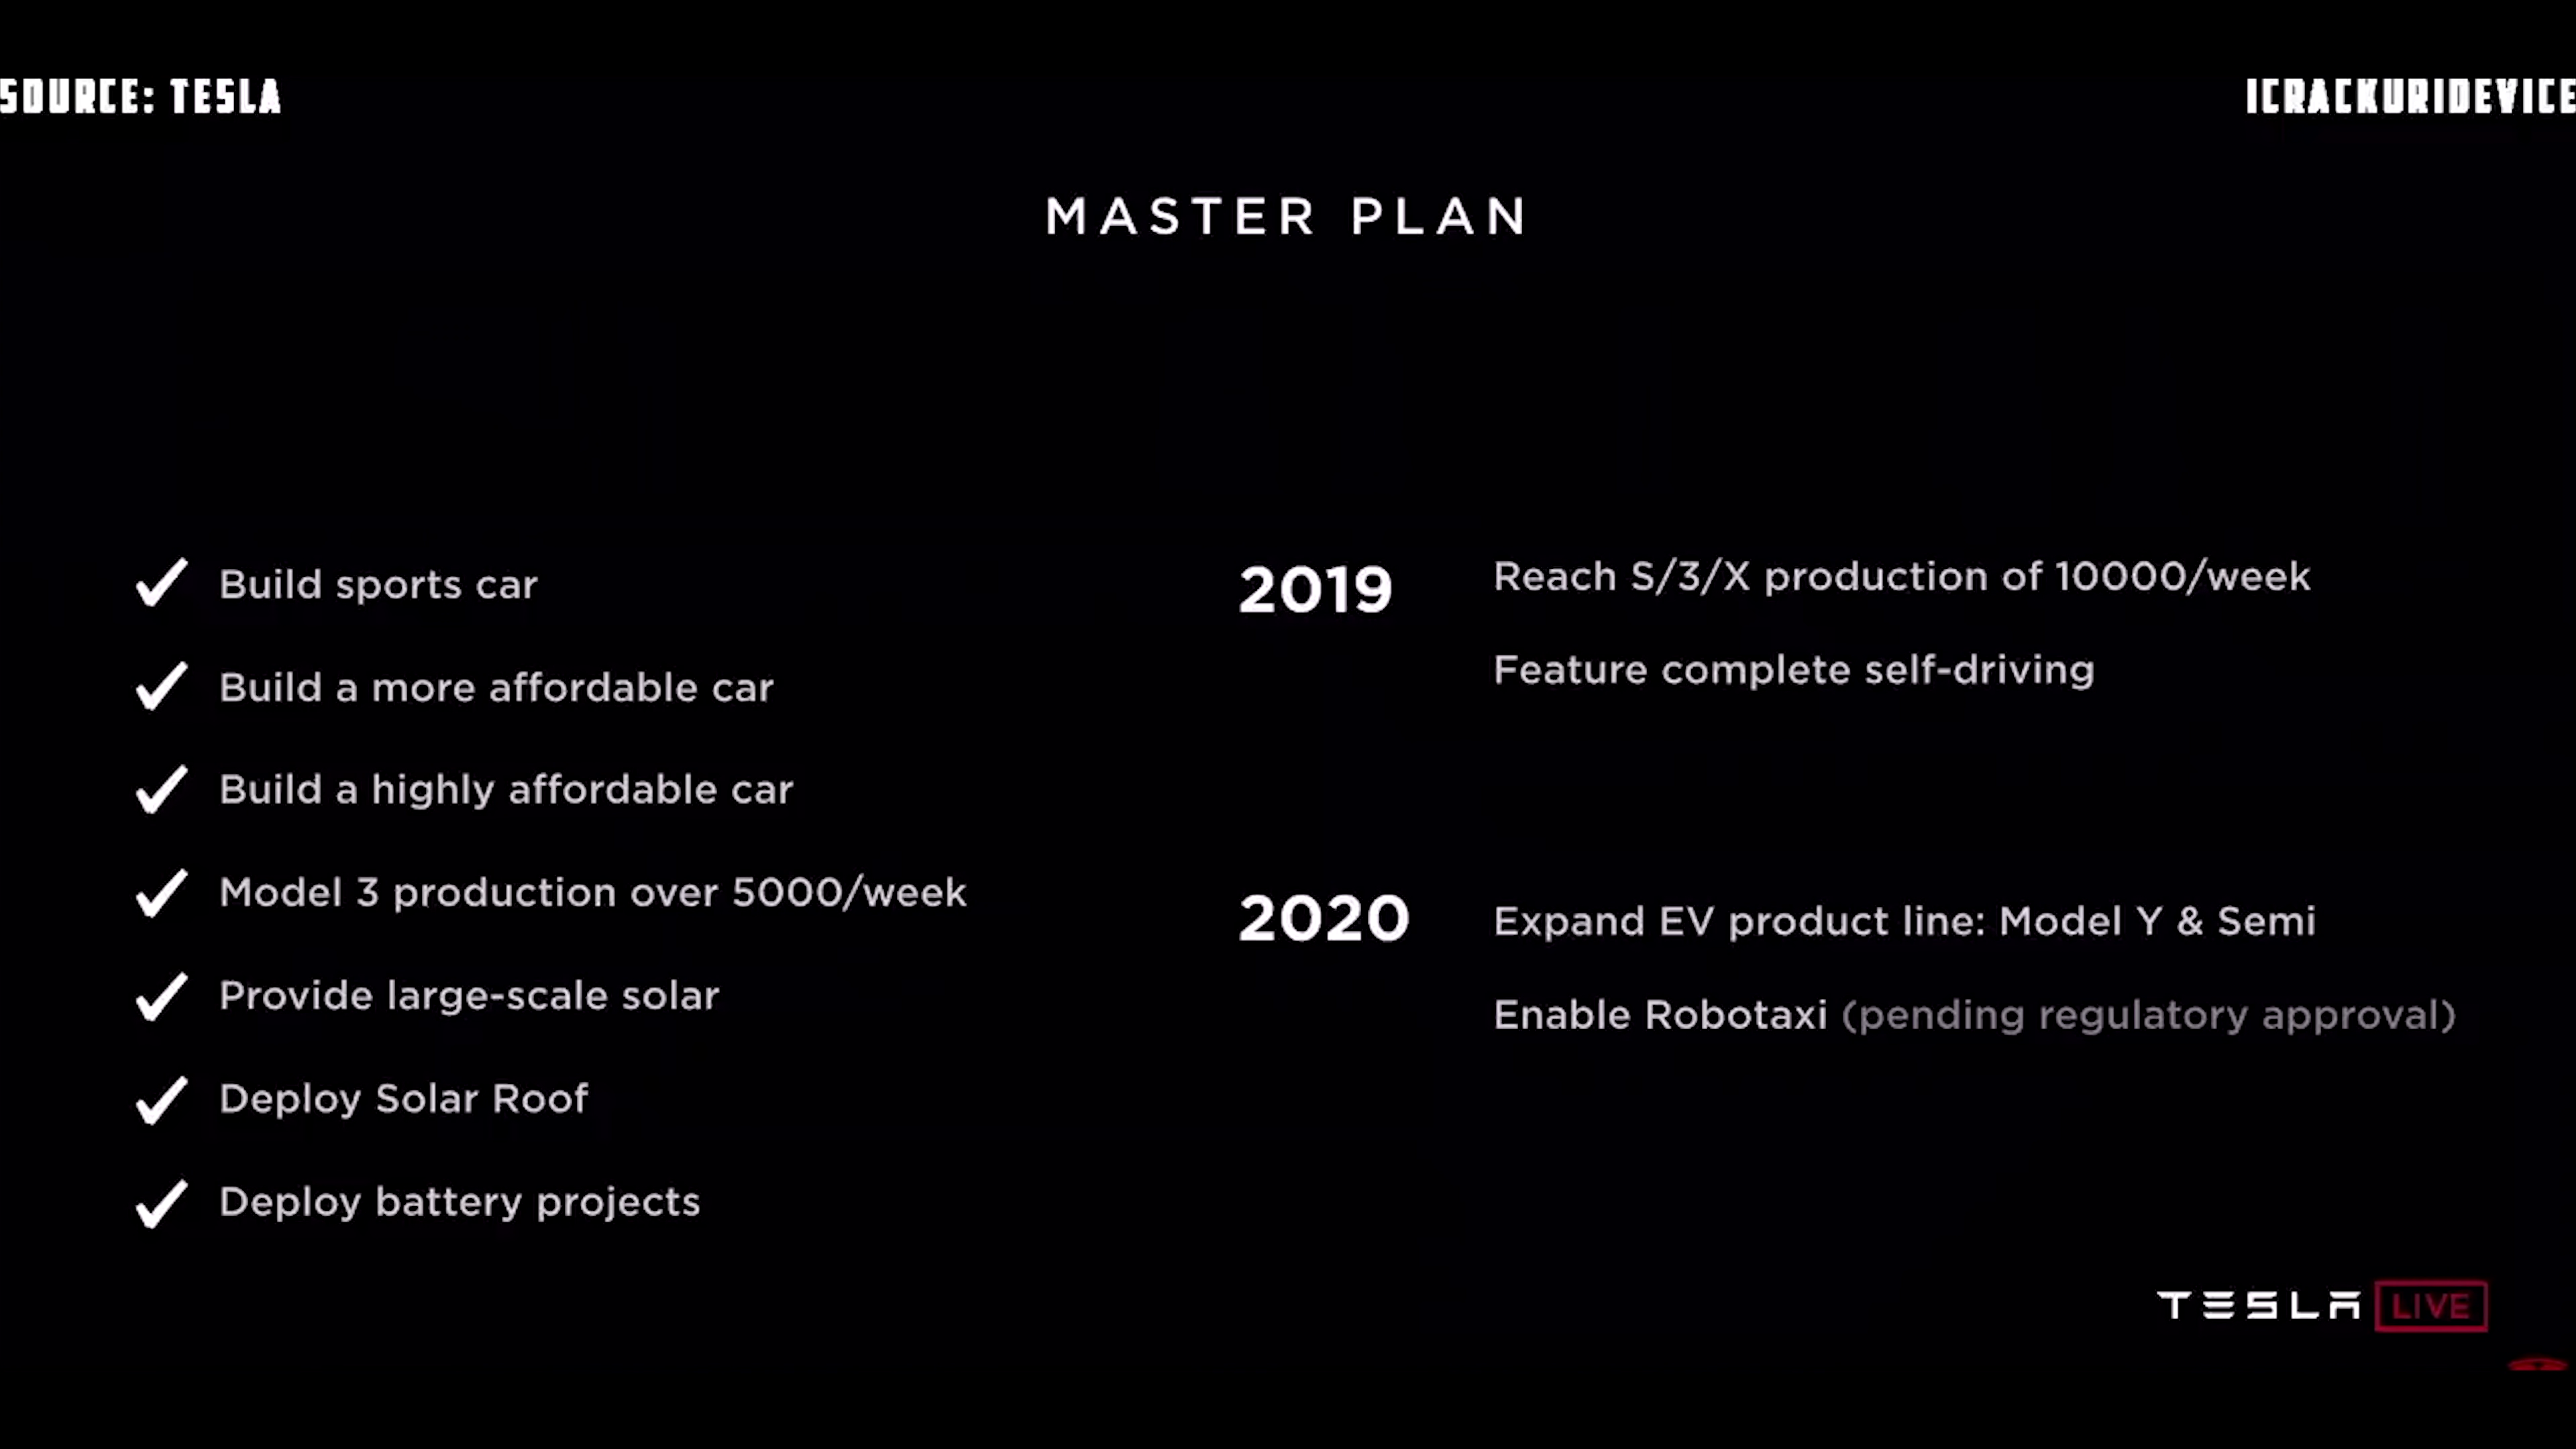 SOURCE: TESLA
ICRACKURIDEVICE
MASTER PLAN
Build sports car
Build a more affordable car
Build a highly affordable car
Model 3 production over 5000/week
Provide large-scale solar
Deploy Solar Roof
Deploy battery projects
2019
Reach S/3/X production of 10000/week
Feature complete self-driving
2020
Expand EV product line: Model Y & Semi
Enable Robotaxi (pending regulatory approval)
TESLA LIVE